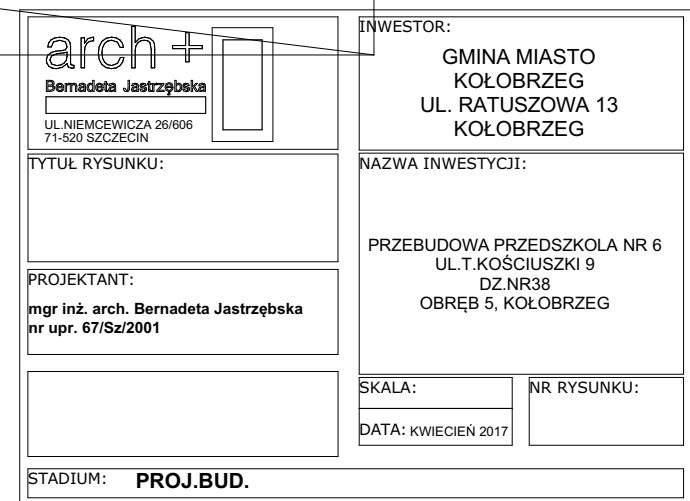 arch +
Bernadeta Jastrzębska
UL.NIEMCEWICZA 26/606
71-520 SZCZECIN
INWESTOR:
GMINA MIASTO
KOŁOBRZEG
UL. RATUSZOWA 13
KOŁOBRZEG
TYTUŁ RYSUNKU:
NAZWA INWESTYCJI:
PRZEBUDOWA PRZEDSZKOLA NR 6
UL.T.KOŚCIUSZKI 9
DZ.NR38
OBRĘB 5, KOŁOBRZEG
PROJEKTANT:
mgr inż. arch. Bernadeta Jastrzębska
nr upr. 67/Sz/2001
SKALA:
NR RYSUNKU:
DATA: KWIECIEŃ 2017
STADIUM: PROJ.BUD.